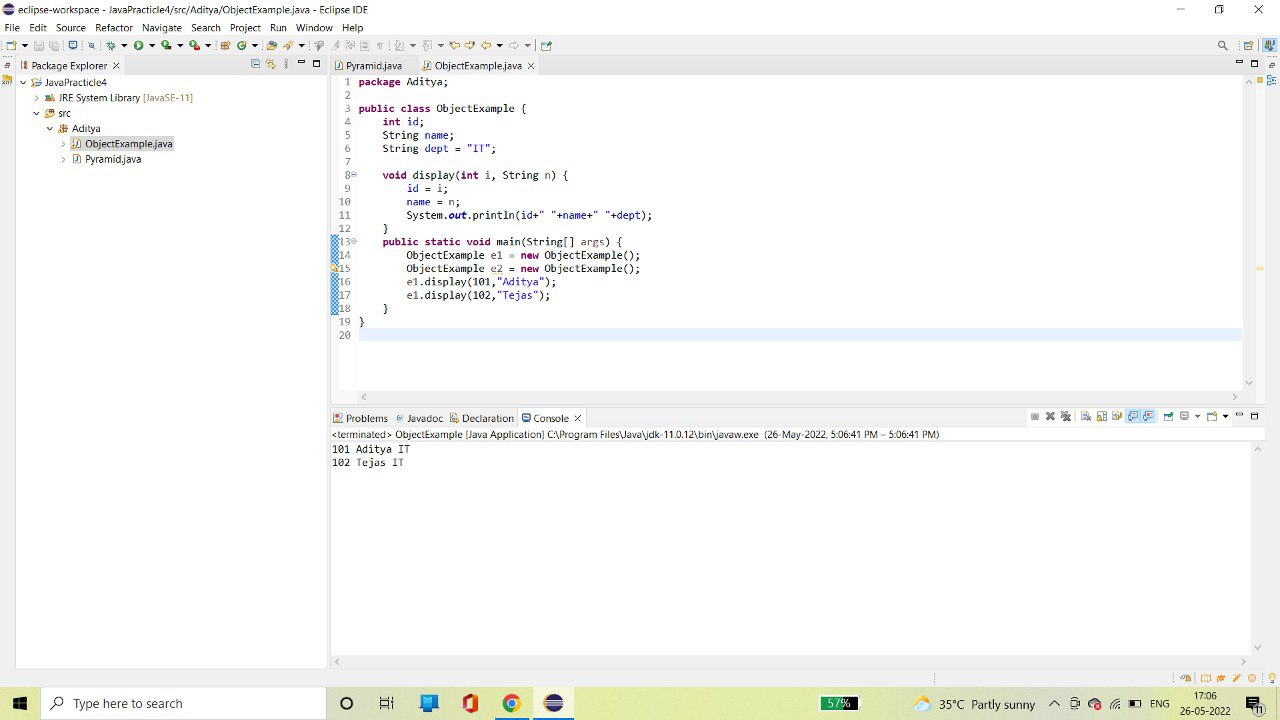 eclipse-workspace - JavaPracticle4/src/Aditya/ObjectExample.java - Eclipse IDE
File Edit Source Refactor Navigate Search Project Run Window Help
Package Explorer
JavaPracticle4
JRE System Library [JavaSE-11]
src
Aditya
ObjectExample.java
Pyramid.java
Pyramid.java ObjectExample.java
1 package Aditya;
2
3 public class ObjectExample {
4 int id;
5 String name;
6 String dept = "IT";
7
8 void display(int i, String n) {
9 id = i;
10 name = n;
11 System.out.println(id+" "+name+" "+dept);
12 }
13 public static void main(String[] args) {
14 ObjectExample e1 = new ObjectExample();
15 ObjectExample e2 = new ObjectExample();
16 e1.display(101,"Aditya");
17 e1.display(102,"Tejas");
18 }
19 }
20
Problems Javadoc Declaration Console
<terminated> ObjectExample [Java Application] C:\Program Files\Java\jdk-11.0.12\bin\javaw.exe (26-May-2022, 5:06:41 PM – 5:06:41 PM)
101 Aditya IT
102 Tejas IT
Type here to search
57%
35°C Partly sunny
ENG
17:06
26-05-2022
11